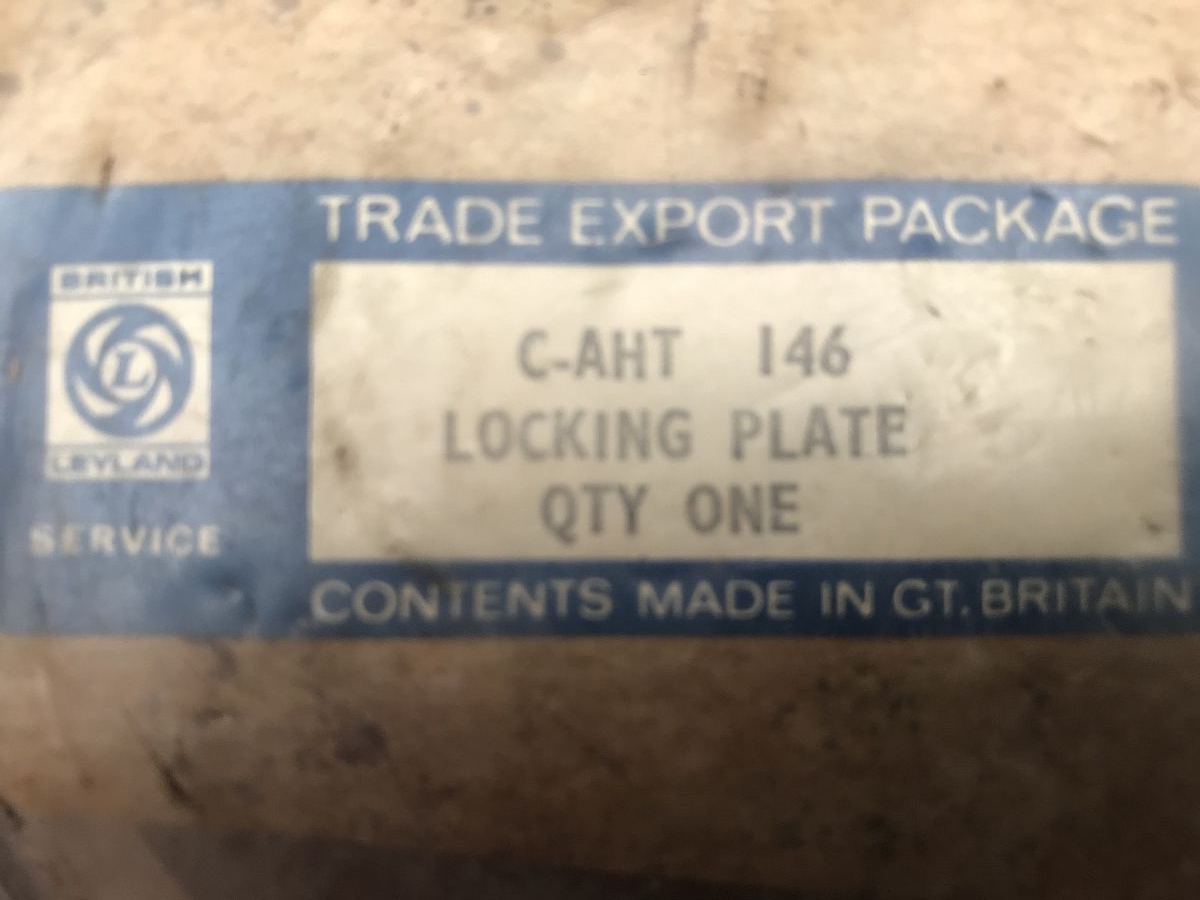 TRADE EXPORT PACKAGE
BRITISH
L
LEYLAND
SERVICE
C-AHT 146
LOCKING PLATE
QTY ONE
CONTENTS MADE IN GT. BRITAIN